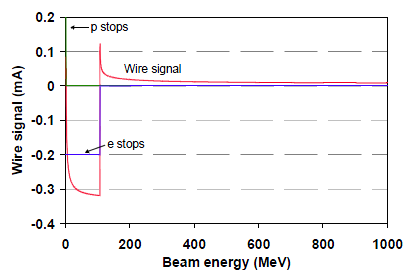 0.2
p stops
0.1
Wire signal
0
-0.1
e stops
-0.2
-0.3
-0.4
0 200 400 600 800 1000
Beam energy (MeV)
Wire signal (mA)